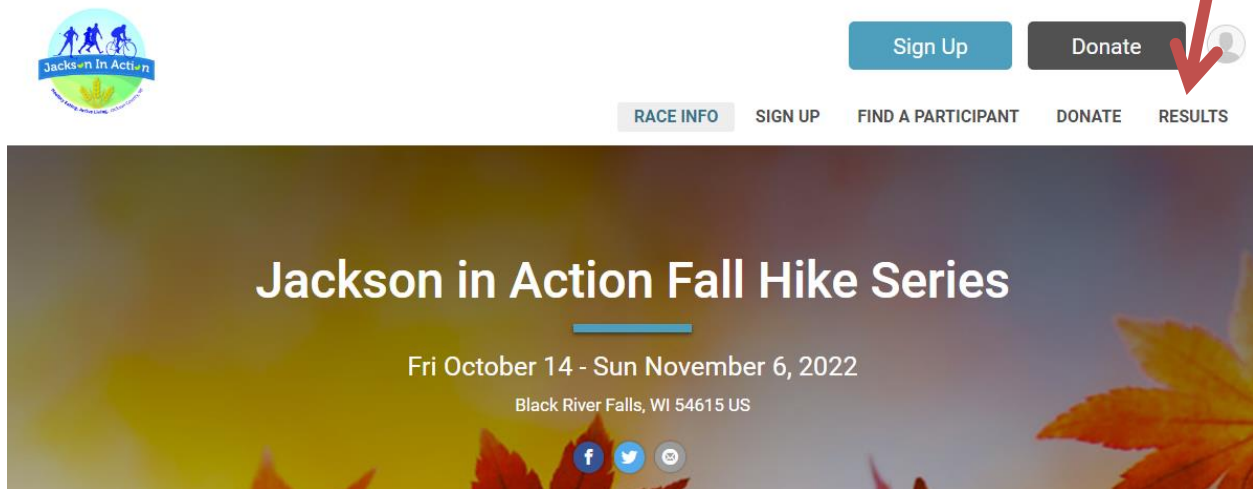 Jackson In Action
Sign Up
Donate
RACE INFO
SIGN UP
FIND A PARTICIPANT
DONATE
RESULTS
Jackson in Action Fall Hike Series
Fri October 14 - Sun November 6, 2022
Black River Falls, WI 54615 US